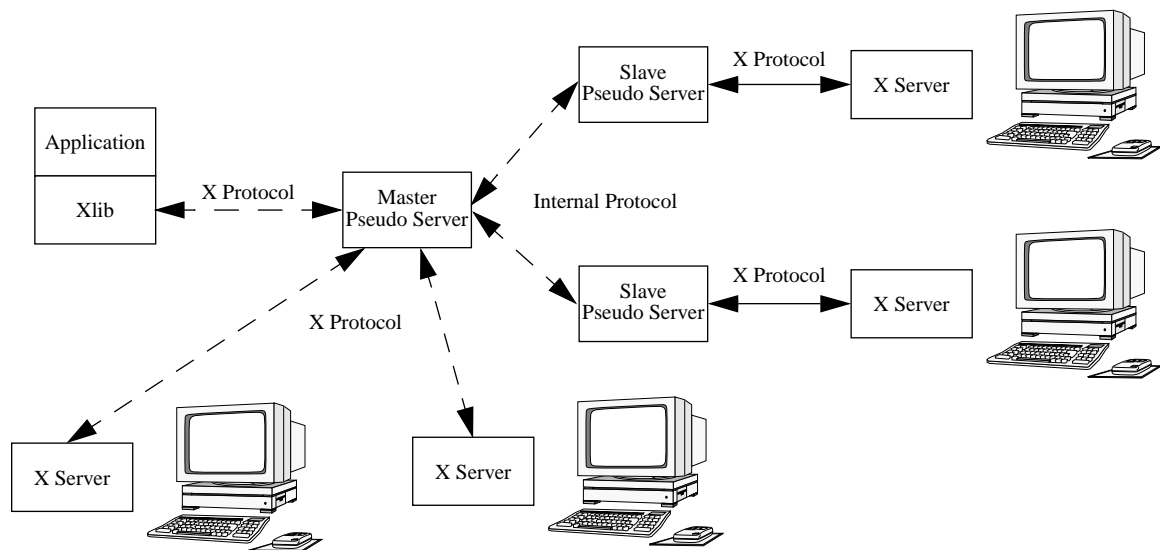 Slave
Pseudo Server
X Protocol
X Server
Application
Xlib
X Protocol
Master
Pseudo Server
Internal Protocol
Slave
Pseudo Server
X Protocol
X Server
X Protocol
X Server
X Server